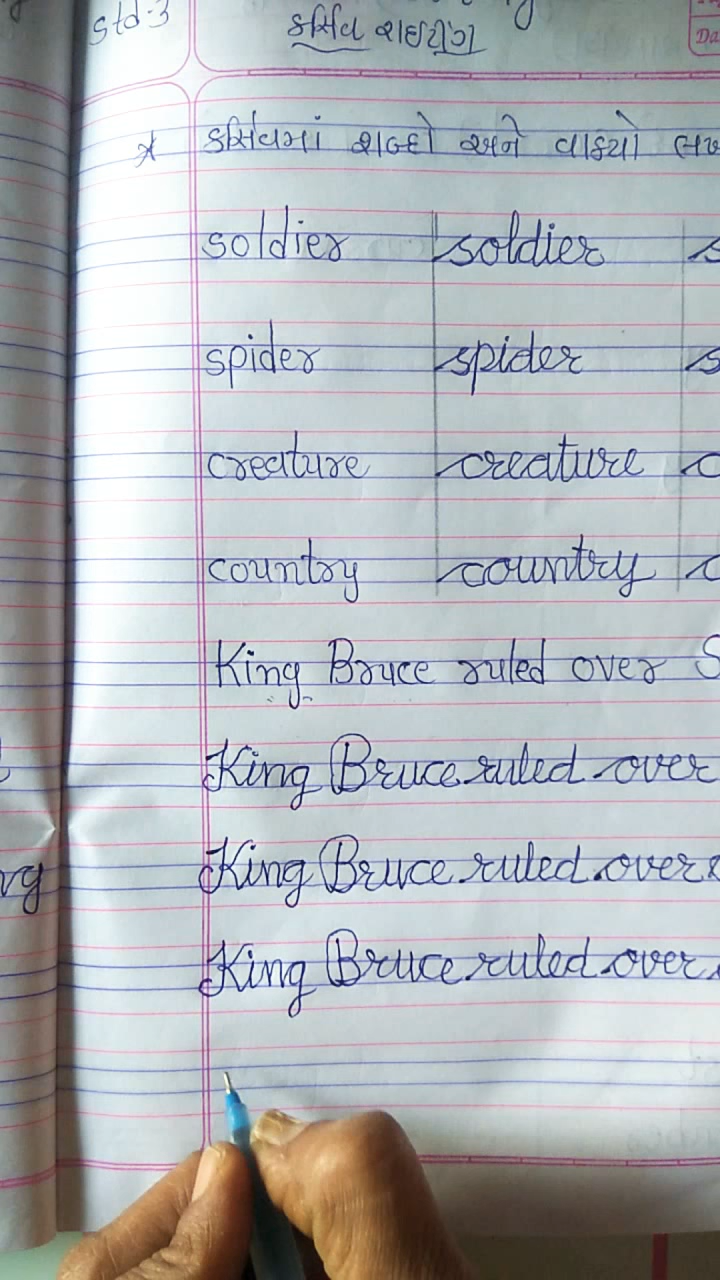 Std-3
કર્સિવ રાઇટીંગ
* કર્સિવમાં શબ્દો અને વાક્યો લખ
soldier soldier s
spider spider s
creature creature c
country country c
King Bruce ruled over S
King Bruce ruled over
King Bruce ruled over
King Bruce ruled over